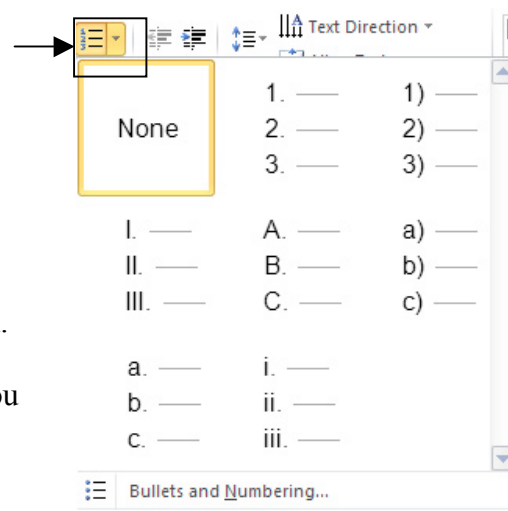 Text Direction
None 1. 1)
2. 2)
3. 3)
I. A. a)
II. B. b)
III. C. c)
a. i.
b. ii.
c. iii.
Bullets and Numbering...